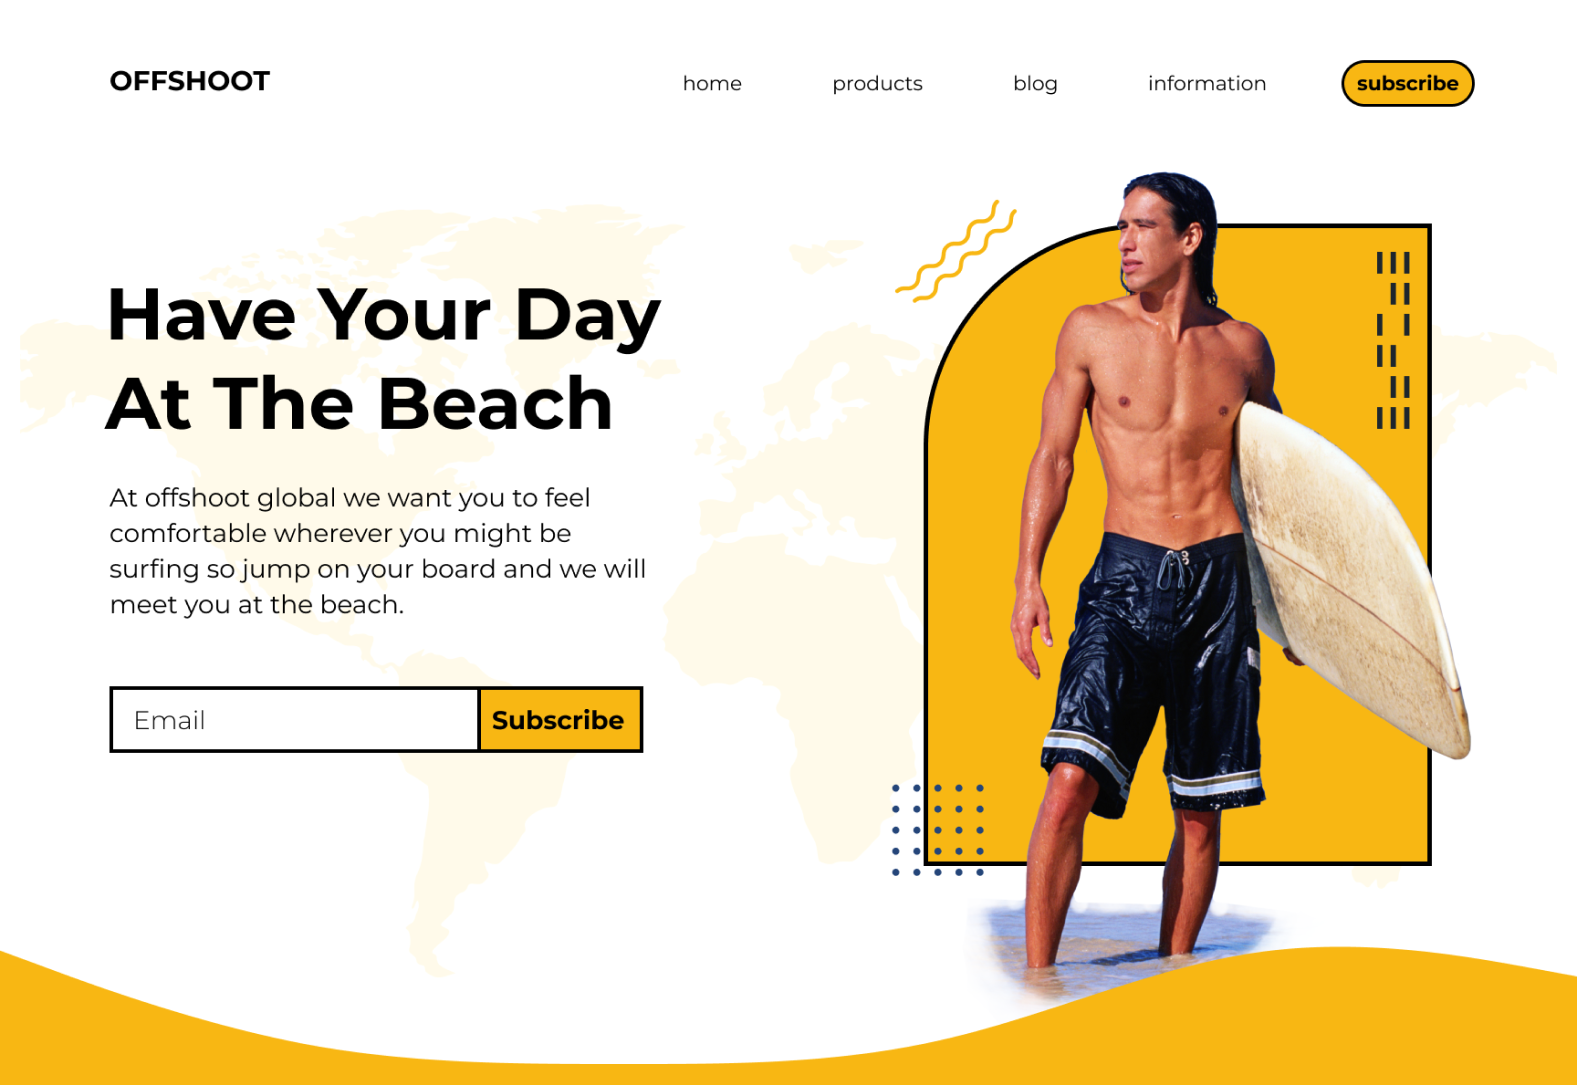 OFFSHOOT
home products blog information subscribe
Have Your Day
At The Beach
At offshoot global we want you to feel
comfortable wherever you might be
surfing so jump on your board and we will
meet you at the beach.
Email Subscribe